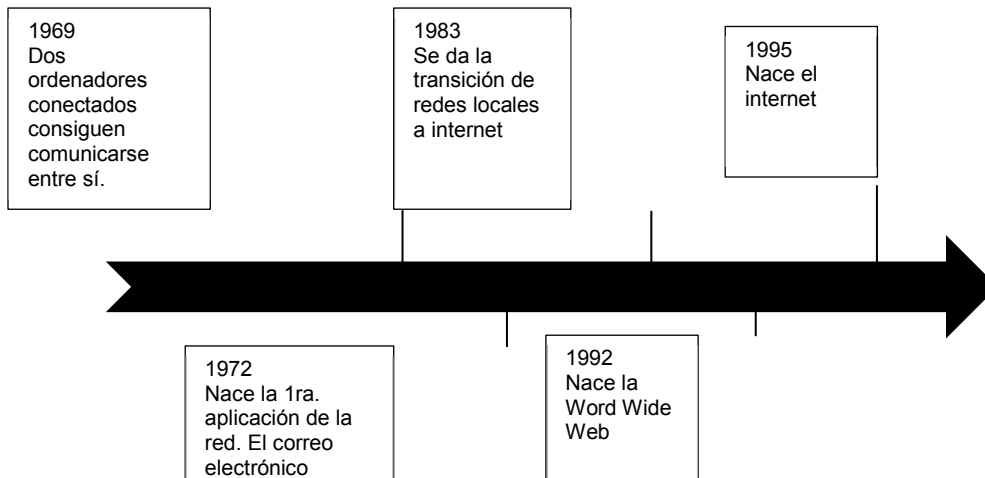 1969
Dos
ordenadores
conectados
consiguen
comunicarse
entre sí.
1983
Se da la
transición de
redes locales
a internet
1995
Nace el
internet
1972
Nace la 1ra.
aplicación de la
red. El correo
electrónico
1992
Nace la
Word Wide
Web